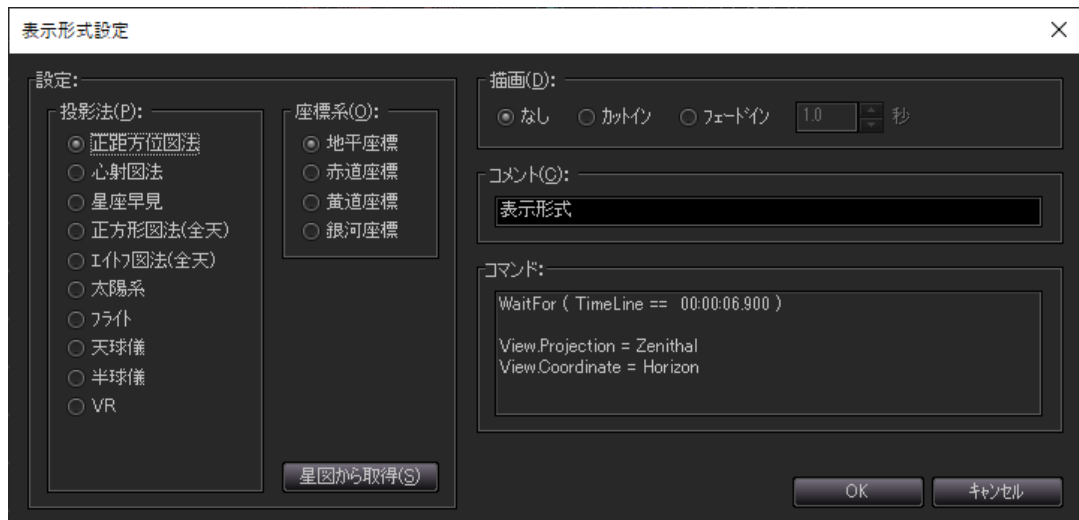 表示形式設定
設定:
投影法(P):
正距方位図法
心射図法
星座早見
正方形図法(全天)
ｴｲﾄﾌ図法(全天)
太陽系
ﾌﾗｲﾄ
天球儀
半球儀
VR
座標系(O):
地平座標
赤道座標
黄道座標
銀河座標
星図から取得(S)
描画(D):
なし ｶｯﾄｲﾝ ﾌｪｰﾄﾞｲﾝ 1.0 秒
コメント(C):
表示形式
コマンド:
WaitFor ( TimeLine == 00:00:06.900 )
View.Projection = Zenithal
View.Coordinate = Horizon
OK ｷｬﾝｾﾙ